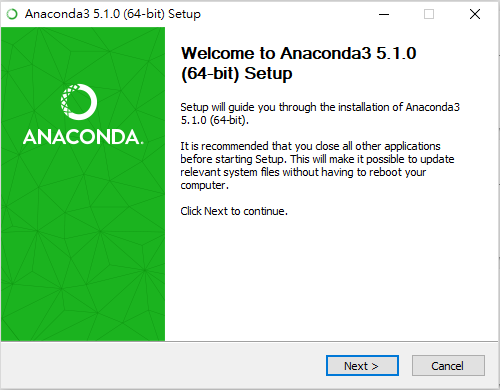 Anaconda3 5.1.0 (64-bit) Setup
ANACONDA.
Welcome to Anaconda3 5.1.0
(64-bit) Setup
Setup will guide you through the installation of Anaconda3
5.1.0 (64-bit).
It is recommended that you close all other applications
before starting Setup. This will make it possible to update
relevant system files without having to reboot your
computer.
Click Next to continue.
Next >
Cancel